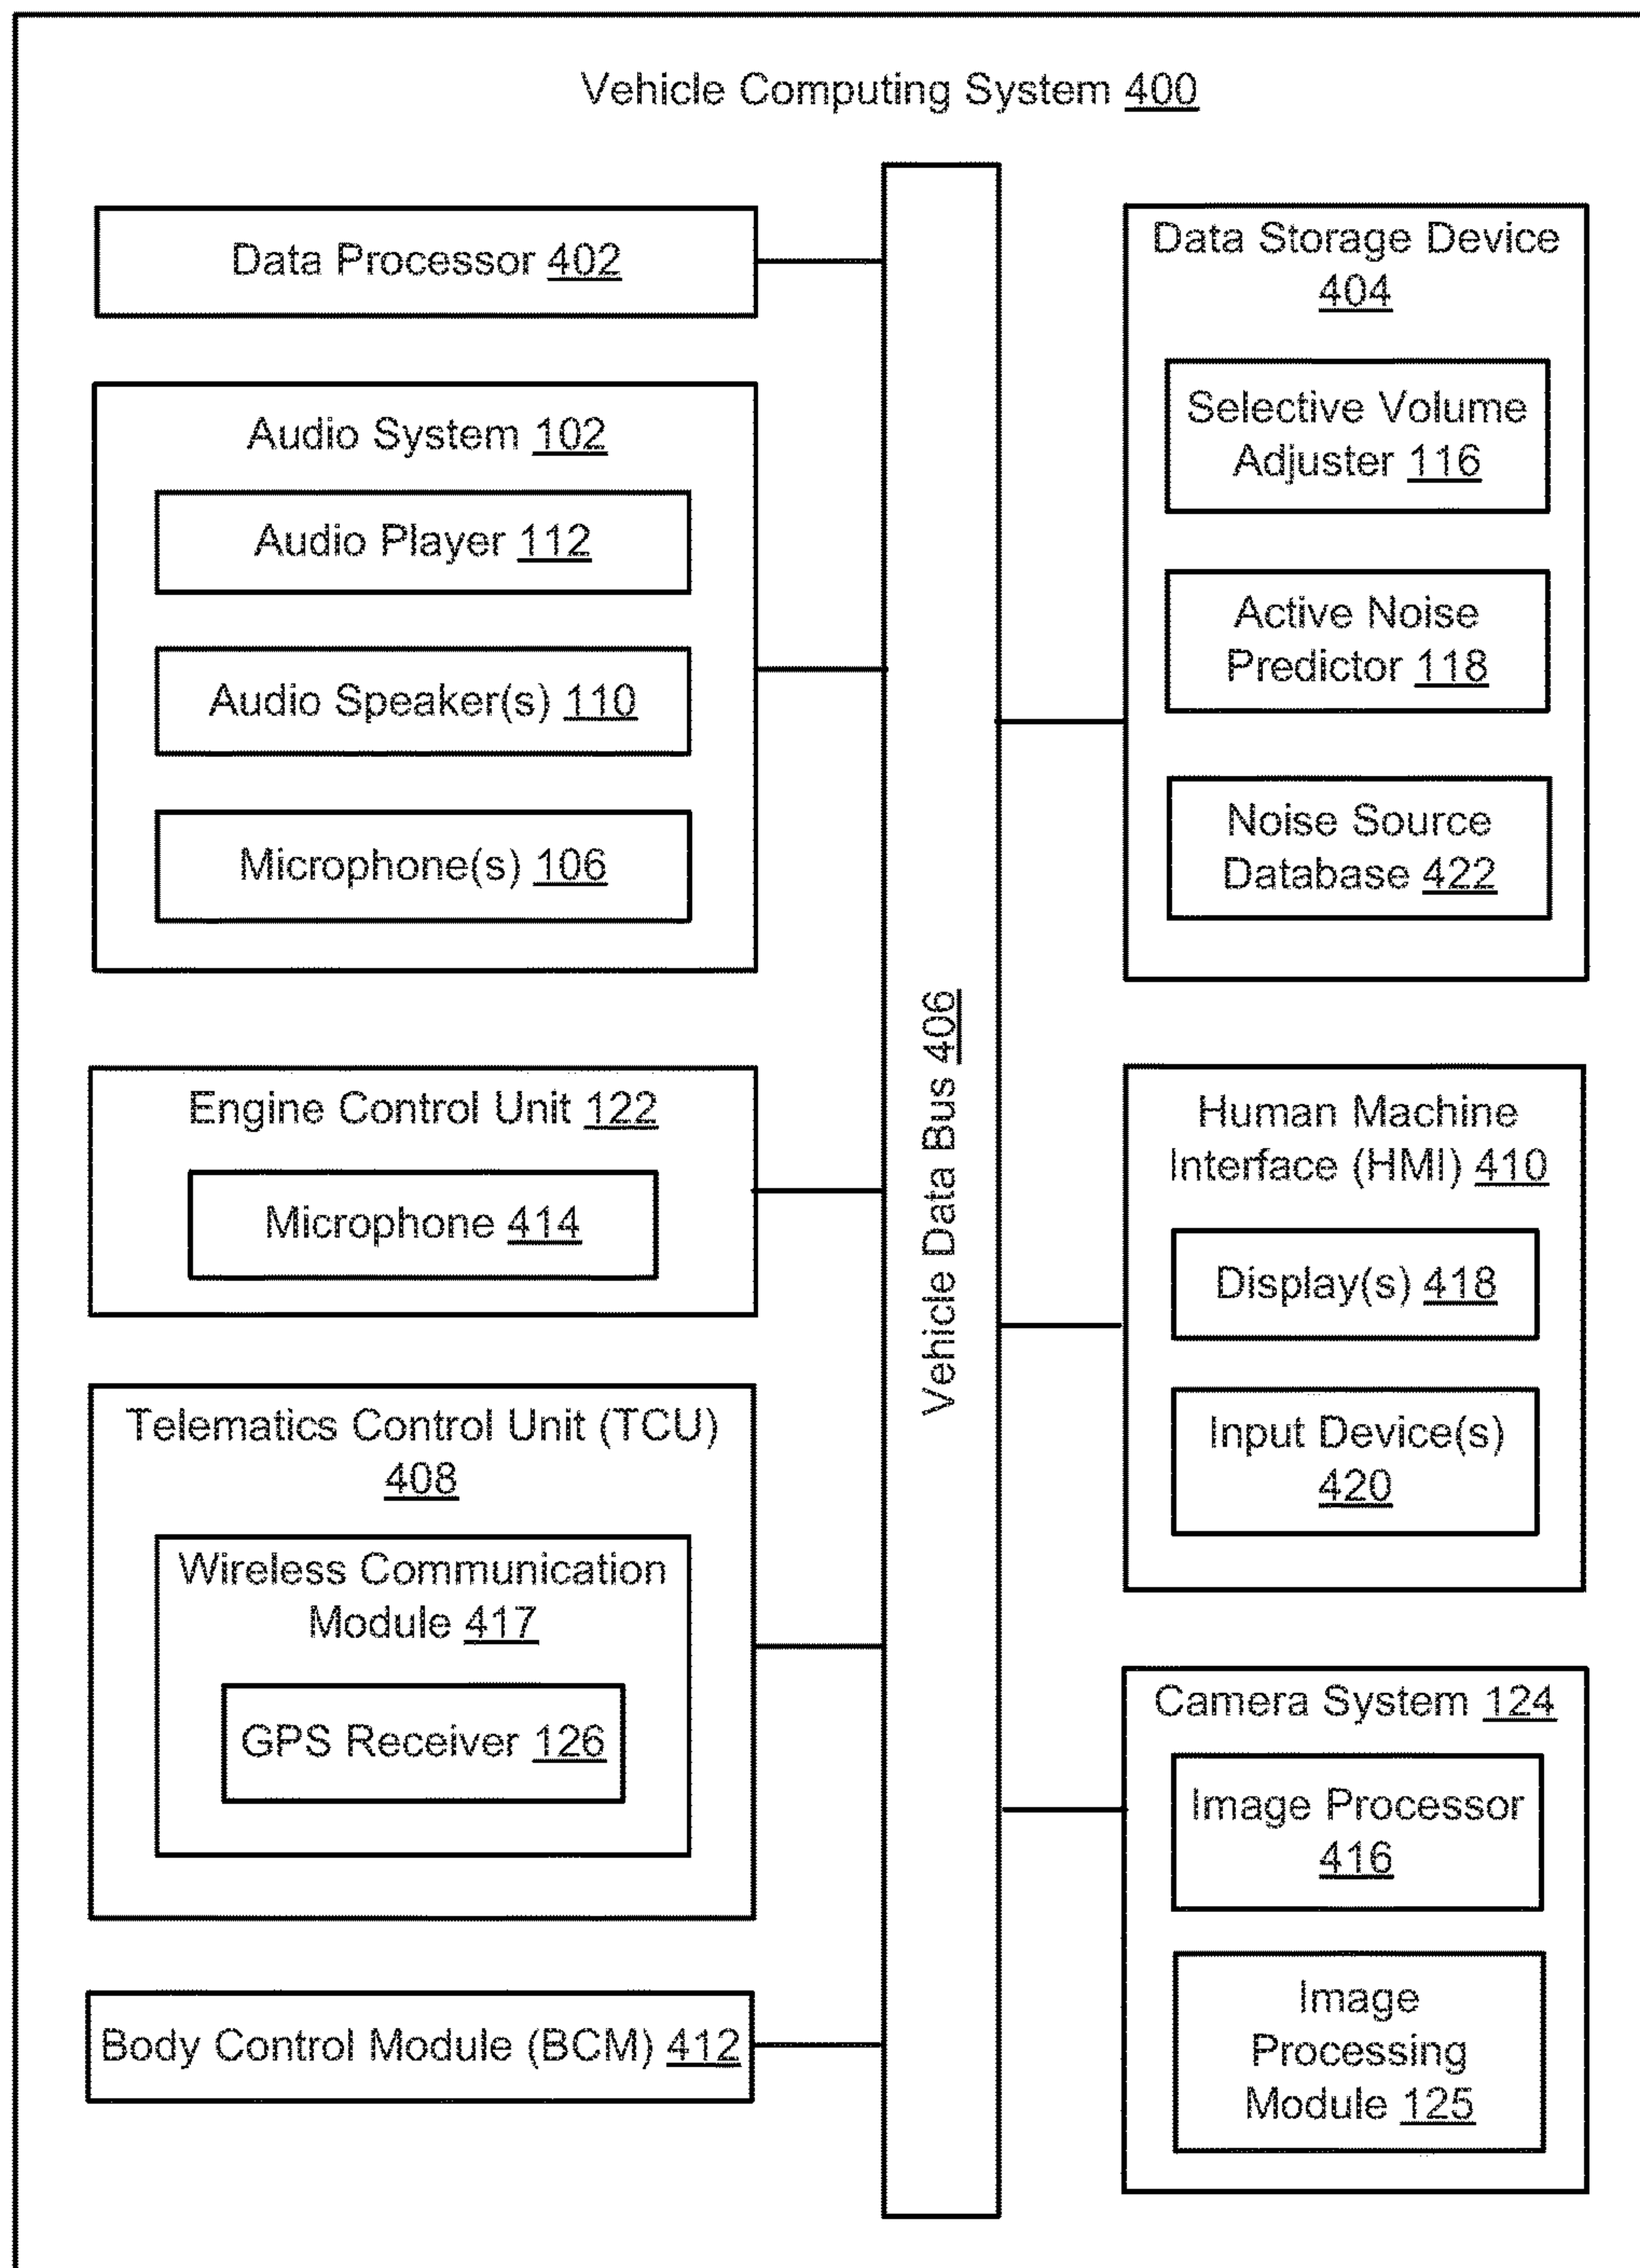 Vehicle Computing System 400
Data Processor 402
Audio System 102
Audio Player 112
Audio Speaker(s) 110
Microphone(s) 106
Engine Control Unit 122
Microphone 414
Telematics Control Unit (TCU)
408
Wireless Communication
Module 417
GPS Receiver 126
Body Control Module (BCM) 412
Vehicle Data Bus 406
Data Storage Device
404
Selective Volume
Adjuster 116
Active Noise
Predictor 118
Noise Source
Database 422
Human Machine
Interface (HMI) 410
Display(s) 418
Input Device(s)
420
Camera System 124
Image Processor
416
Image
Processing
Module 125